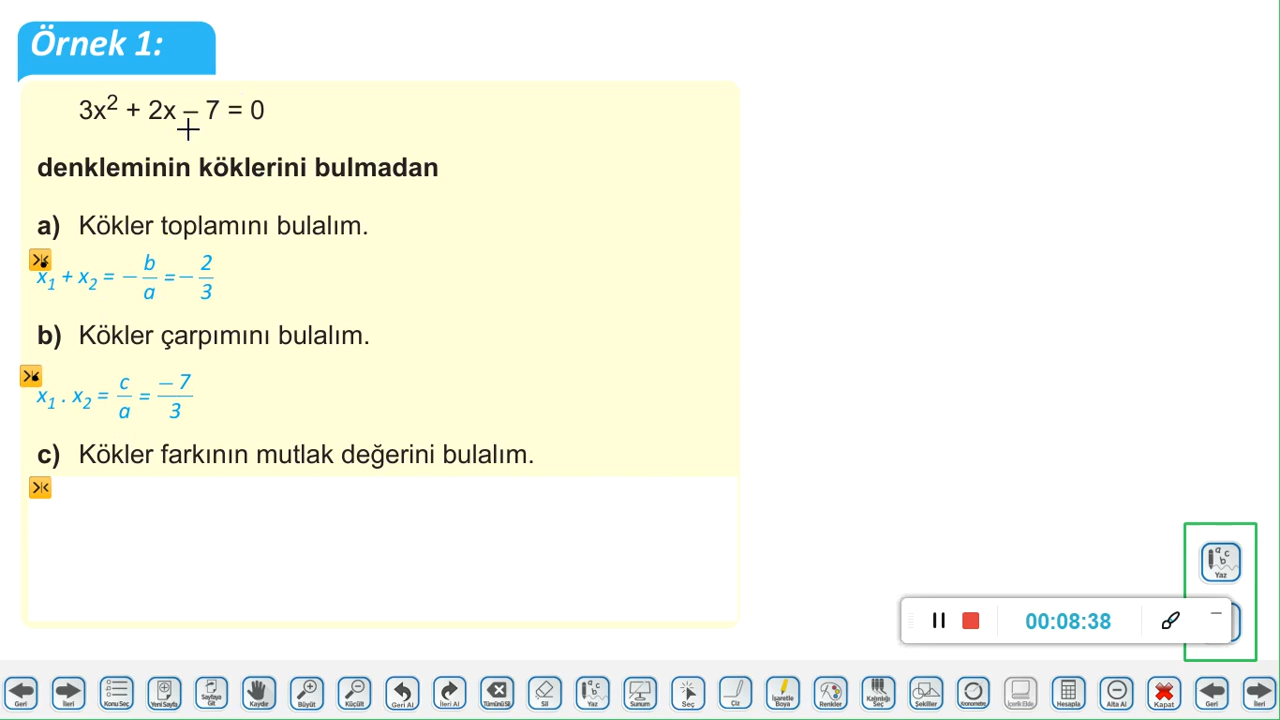 Örnek 1:
3x² + 2x – 7 = 0
denkleminin köklerini bulmadan
a) Kökler toplamını bulalım.
x₁ + x₂ = – b/a = – 2/3
b) Kökler çarpımını bulalım.
x₁ . x₂ = c/a = – 7/3
c) Kökler farkının mutlak değerini bulalım.
a c
b
Yaz
00:08:38
Geri İleri Konu Seç Yeni Sayfa Sayfaya Git Kaydır Büyüt Küçült Geri Al İleri Al Tümünü Sil Sil Yaz Sunum Seç Çiz İşaretle Boya Renkler Kalınlığı Seç Şekiller Kronometre İçerik Ekle Hesapla Alta Al Kapat Geri İleri